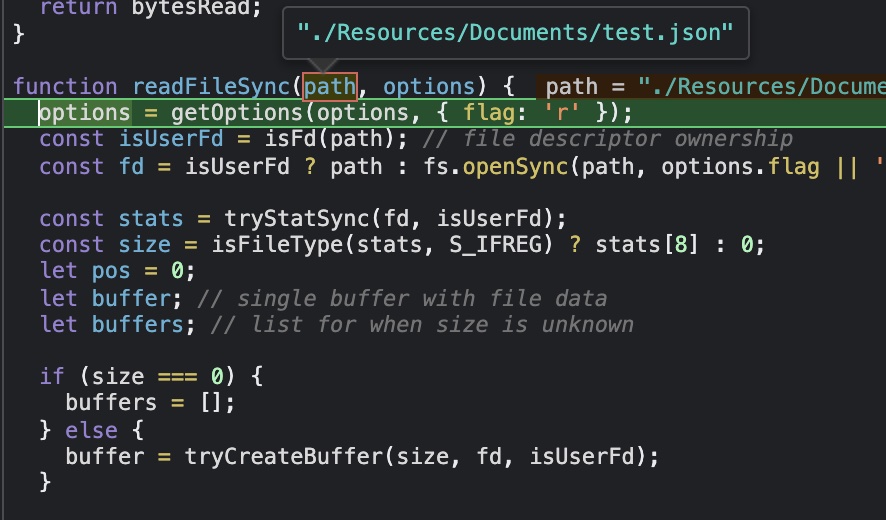 return bytesRead;
}
"./Resources/Documents/test.json"
function readFileSync(path, options) { path = "./Resources/Docume
options = getOptions(options, { flag: 'r' });
const isUserFd = isFd(path); // file descriptor ownership
const fd = isUserFd ? path : fs.openSync(path, options.flag || '
const stats = tryStatSync(fd, isUserFd);
const size = isFileType(stats, S_IFREG) ? stats[8] : 0;
let pos = 0;
let buffer; // single buffer with file data
let buffers; // list for when size is unknown
if (size === 0) {
buffers = [];
} else {
buffer = tryCreateBuffer(size, fd, isUserFd);
}